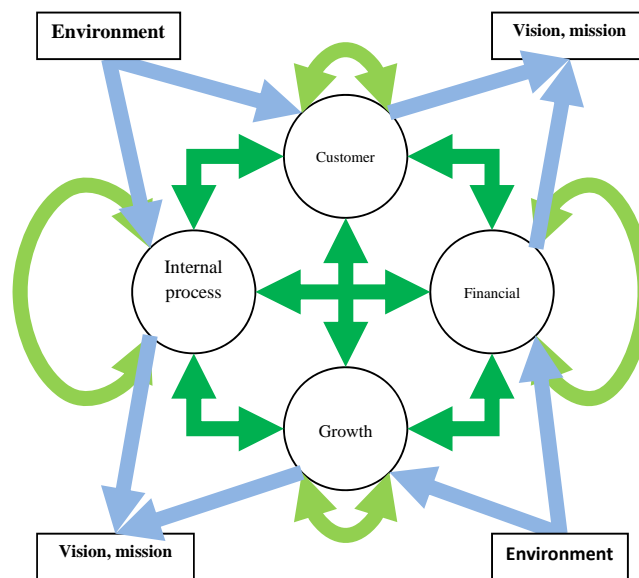 Environment
Vision, mission
Customer
Internal
process
Financial
Growth
Vision, mission
Environment